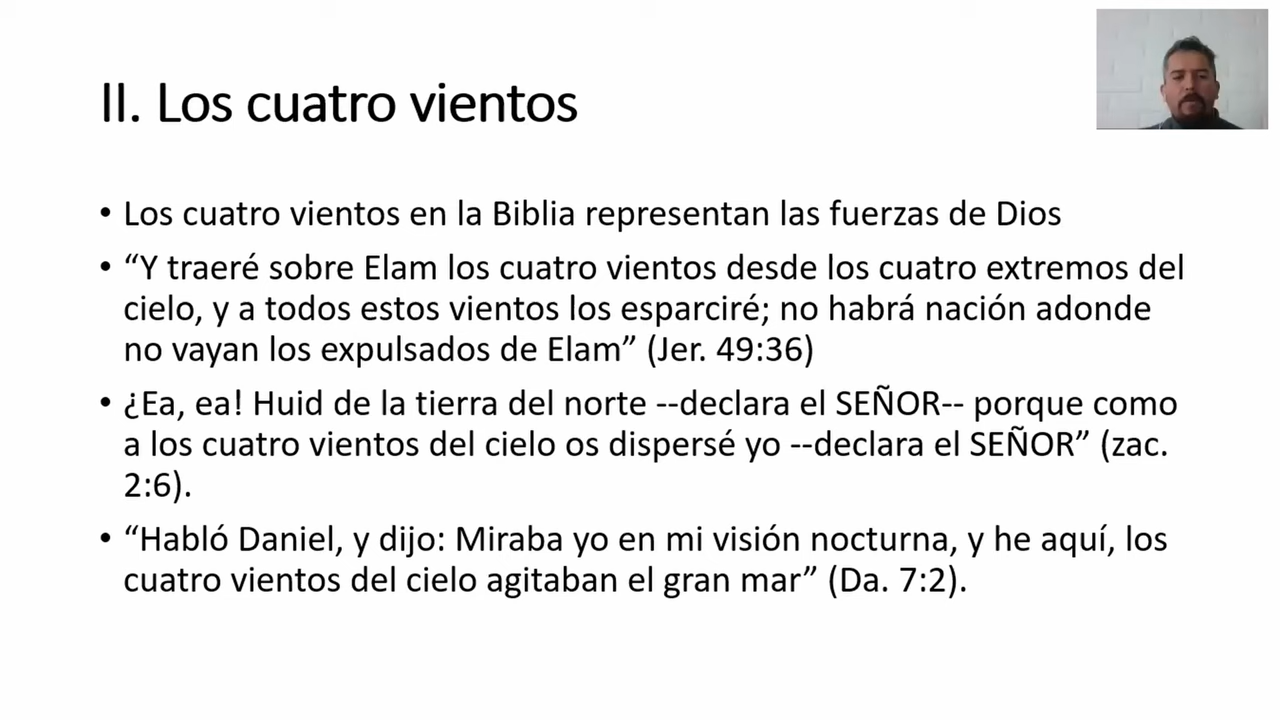 II. Los cuatro vientos
• Los cuatro vientos en la Biblia representan las fuerzas de Dios
• “Y traeré sobre Elam los cuatro vientos desde los cuatro extremos del
cielo, y a todos estos vientos los esparciré; no habrá nación adonde
no vayan los expulsados de Elam” (Jer. 49:36)
• ¿Ea, ea! Huid de la tierra del norte --declara el SEÑOR-- porque como
a los cuatro vientos del cielo os dispersé yo --declara el SEÑOR” (zac.
2:6).
• “Habló Daniel, y dijo: Miraba yo en mi visión nocturna, y he aquí, los
cuatro vientos del cielo agitaban el gran mar” (Da. 7:2).